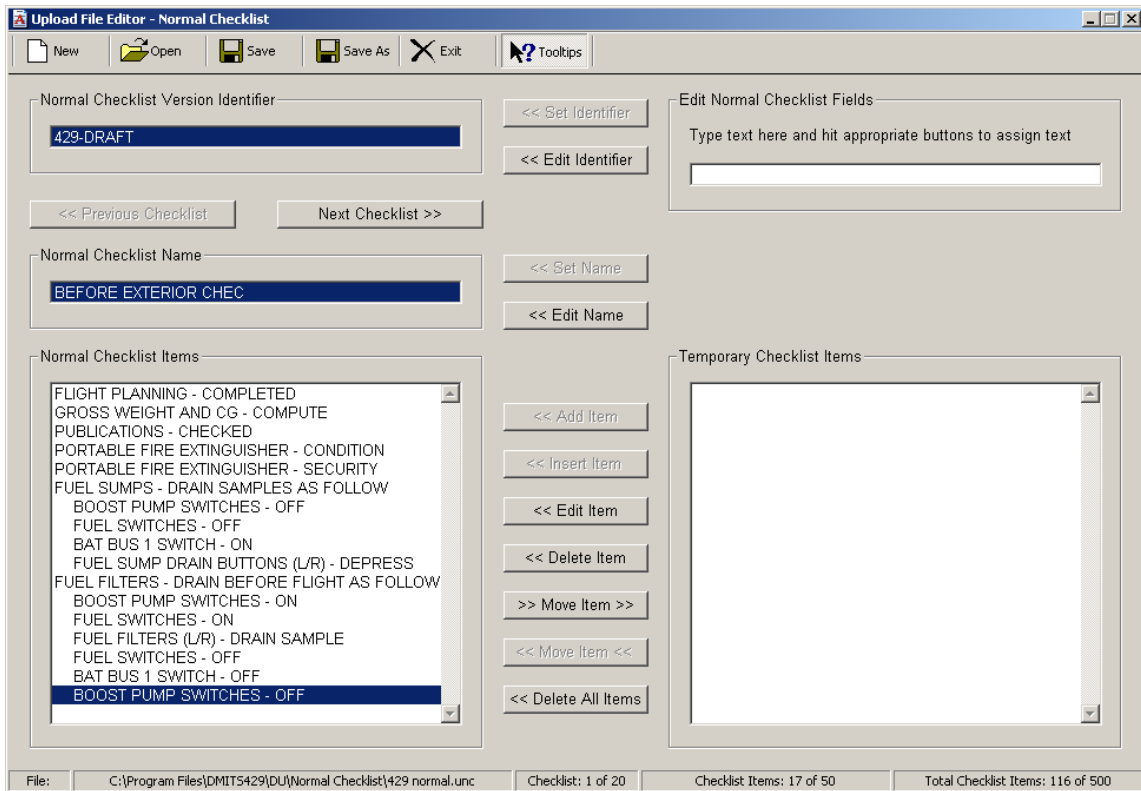 Upload File Editor - Normal Checklist
New Open Save Save As Exit Tooltips
Normal Checklist Version Identifier
429-DRAFT
<< Set Identifier
<< Edit Identifier
Edit Normal Checklist Fields
Type text here and hit appropriate buttons to assign text
<< Previous Checklist
Next Checklist >>
Normal Checklist Name
BEFORE EXTERIOR CHEC
<< Set Name
<< Edit Name
Normal Checklist Items
FLIGHT PLANNING - COMPLETED
GROSS WEIGHT AND CG - COMPUTE
PUBLICATIONS - CHECKED
PORTABLE FIRE EXTINGUISHER - CONDITION
PORTABLE FIRE EXTINGUISHER - SECURITY
FUEL SUMPS - DRAIN SAMPLES AS FOLLOW
BOOST PUMP SWITCHES - OFF
FUEL SWITCHES - OFF
BAT BUS 1 SWITCH - ON
FUEL SUMP DRAIN BUTTONS (L/R) - DEPRESS
FUEL FILTERS - DRAIN BEFORE FLIGHT AS FOLLOW
BOOST PUMP SWITCHES - ON
FUEL SWITCHES - ON
FUEL FILTERS (L/R) - DRAIN SAMPLE
FUEL SWITCHES - OFF
BAT BUS 1 SWITCH - OFF
BOOST PUMP SWITCHES - OFF
<< Add Item
<< Insert Item
<< Edit Item
<< Delete Item
>> Move Item >>
<< Move Item <<
<< Delete All Items
Temporary Checklist Items
File: C:\Program Files\DMITS429\DU\Normal Checklist\429 normal.unc Checklist: 1 of 20 Checklist Items: 17 of 50 Total Checklist Items: 116 of 500